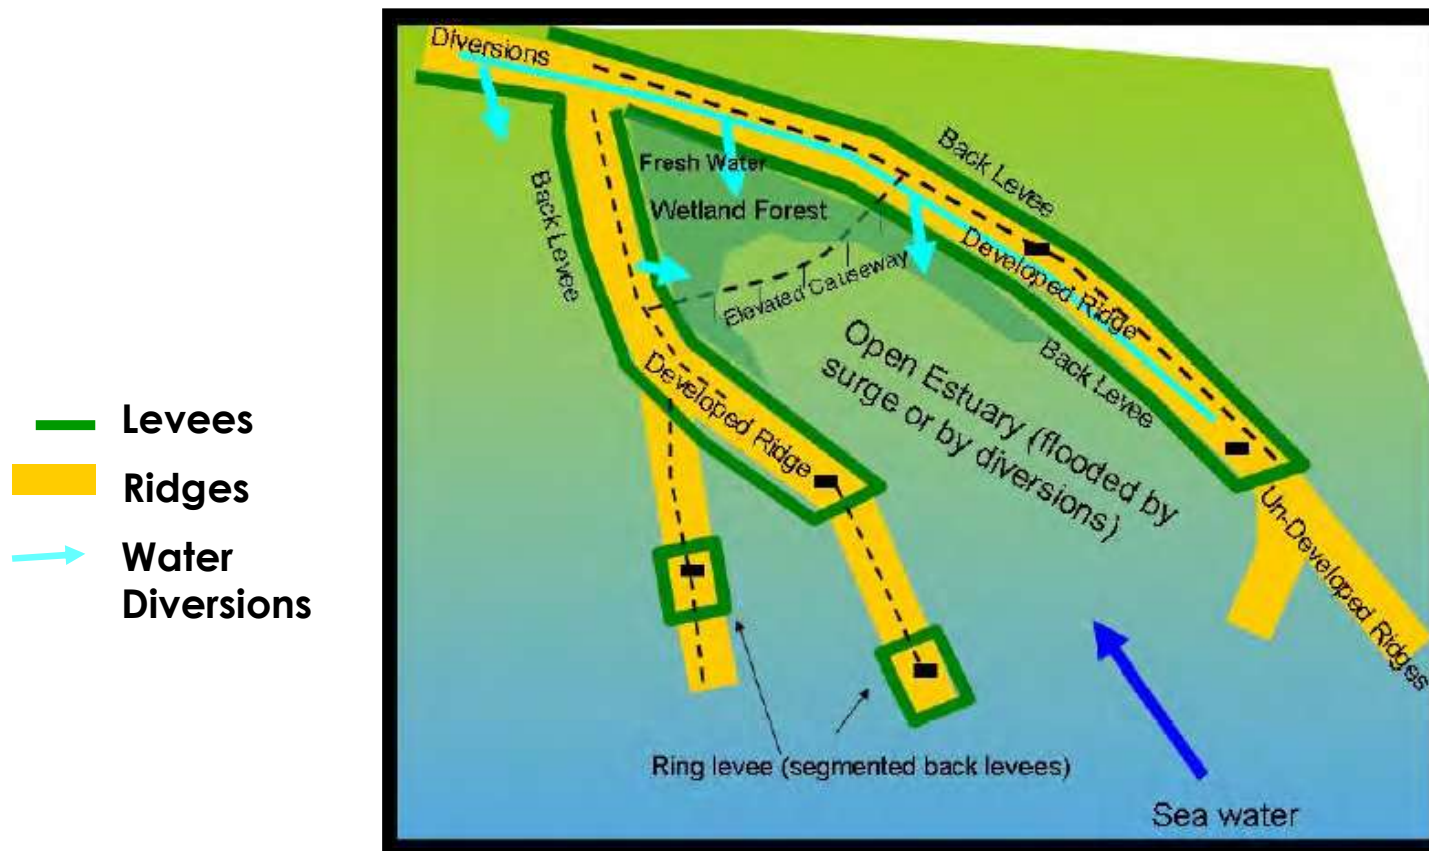 Diversions
Back Levee
Fresh Water
Wetland Forest
Back Levee
Developed Ridge
Elevated Causeway
Open Estuary (flooded by
surge or by diversions)
Back Levee
Developed Ridge
Un-Developed Ridges
Ring levee (segmented back levees)
Sea water
Levees
Ridges
Water
Diversions